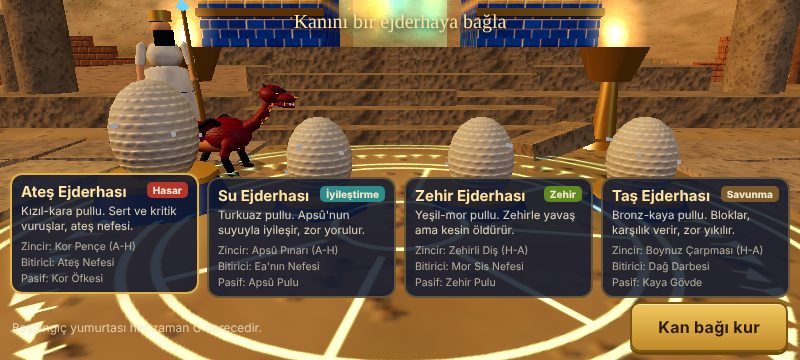 Kanını bir ejderhaya bağla
Ateş Ejderhası Hasar
Kızıl-kara pullu. Sert ve kritik
vuruşlar, ateş nefesi.
Zincir: Kor Pençe (A-H)
Bitirici: Ateş Nefesi
Pasif: Kor Öfkesi
Su Ejderhası İyileştirme
Turkuaz pullu. Apsû'nun
suyuyla iyileşir, zor yorulur.
Zincir: Apsû Pınarı (A-H)
Bitirici: Ea'nın Nefesi
Pasif: Apsû Pulu
Zehir Ejderhası Zehir
Yeşil-mor pullu. Zehirle yavaş
ama kesin öldürür.
Zincir: Zehirli Diş (H-A)
Bitirici: Mor Sis Nefesi
Pasif: Zehir Pulu
Taş Ejderhası Savunma
Bronz-kaya pullu. Bloklar,
karşılık verir, zor yıkılır.
Zincir: Boynuz Çarpması (H-A)
Bitirici: Dağ Darbesi
Pasif: Kaya Gövde
Başlangıç yumurtası her zaman C derecedir.
Kan bağı kur